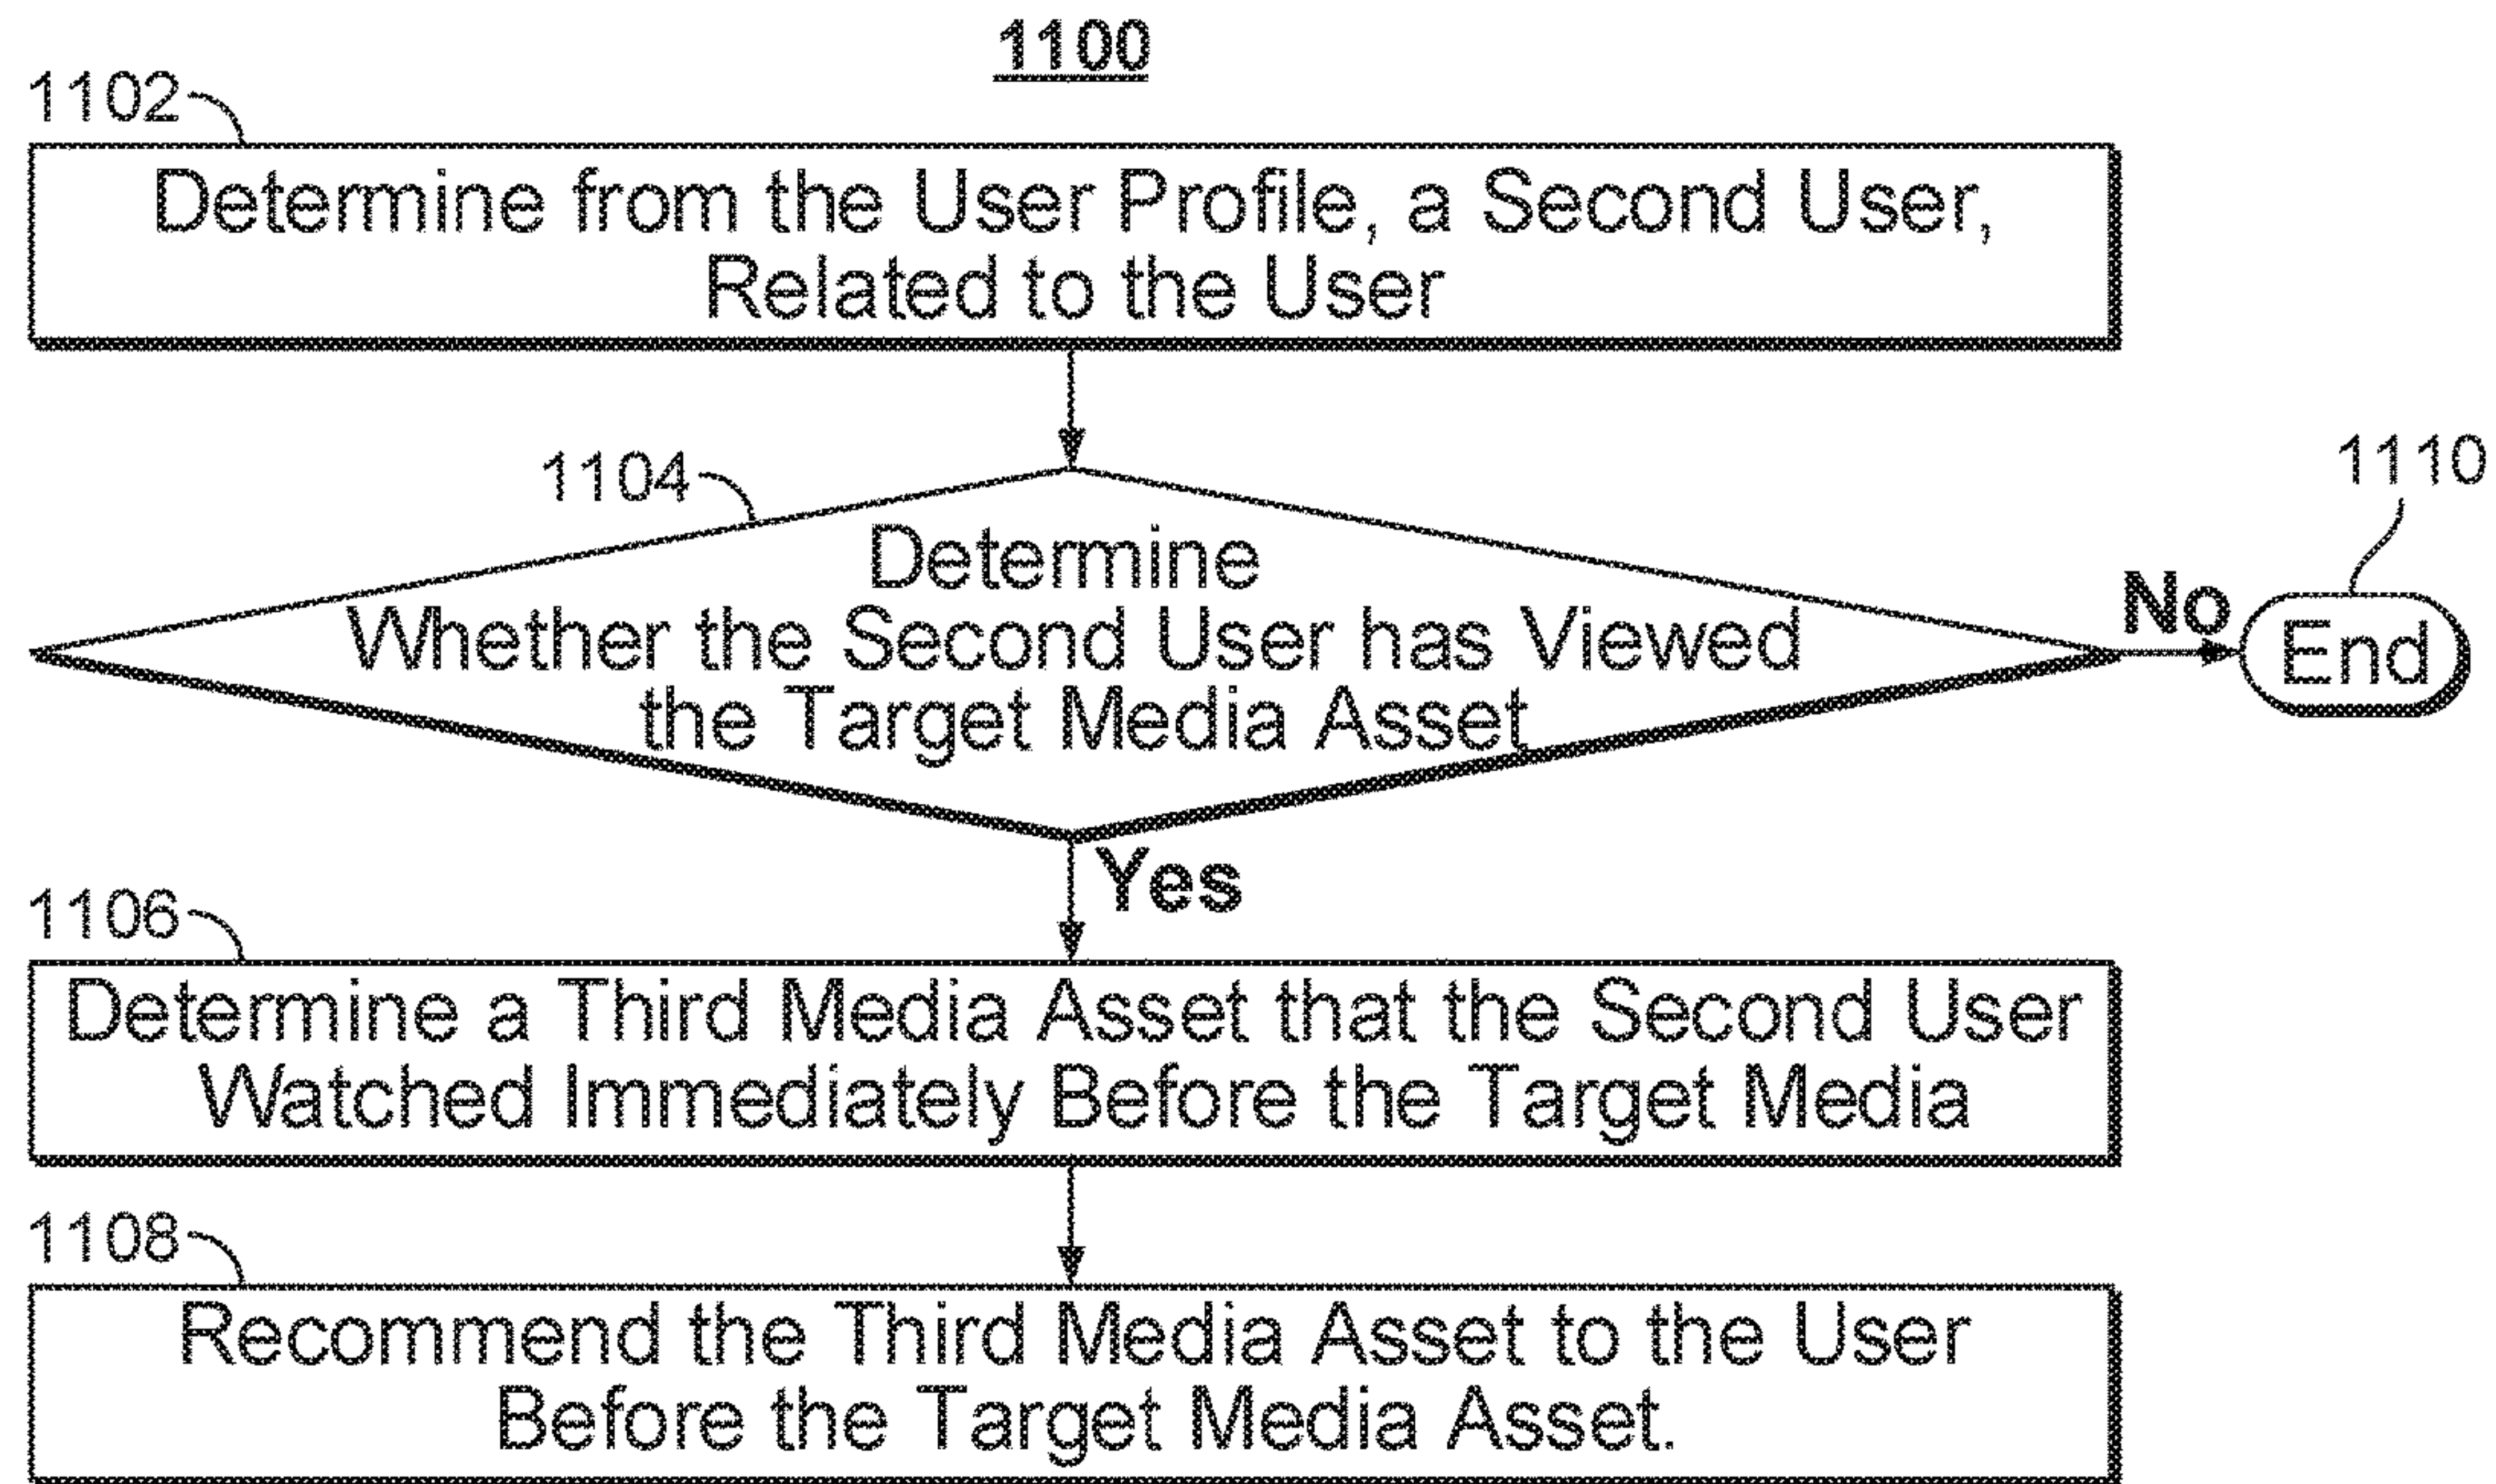 1100
1102
Determine from the User Profile, a Second User,
Related to the User
1104
Determine
Whether the Second User has Viewed
the Target Media Asset
No
1110
End
Yes
1106
Determine a Third Media Asset that the Second User
Watched Immediately Before the Target Media
1108
Recommend the Third Media Asset to the User
Before the Target Media Asset.